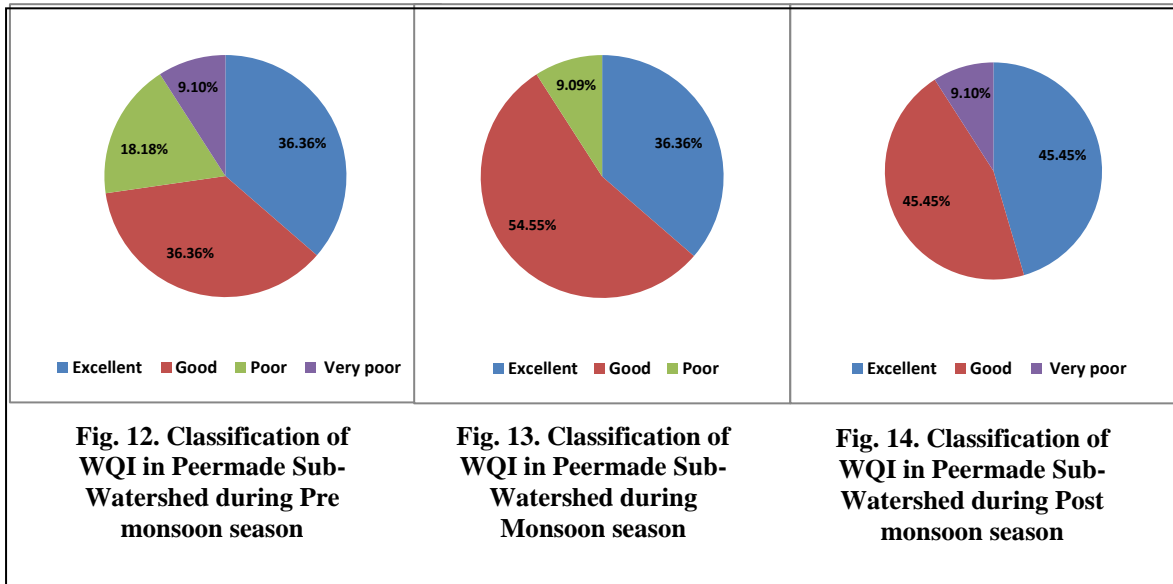 9.10%
36.36%
18.18%
36.36%
Excellent Good Poor Very poor
Fig. 12. Classification of
WQI in Peermade Sub-
Watershed during Pre
monsoon season
9.09%
36.36%
54.55%
Excellent Good Poor
Fig. 13. Classification of
WQI in Peermade Sub-
Watershed during
Monsoon season
9.10%
45.45%
45.45%
Excellent Good Very poor
Fig. 14. Classification of
WQI in Peermade Sub-
Watershed during Post
monsoon season